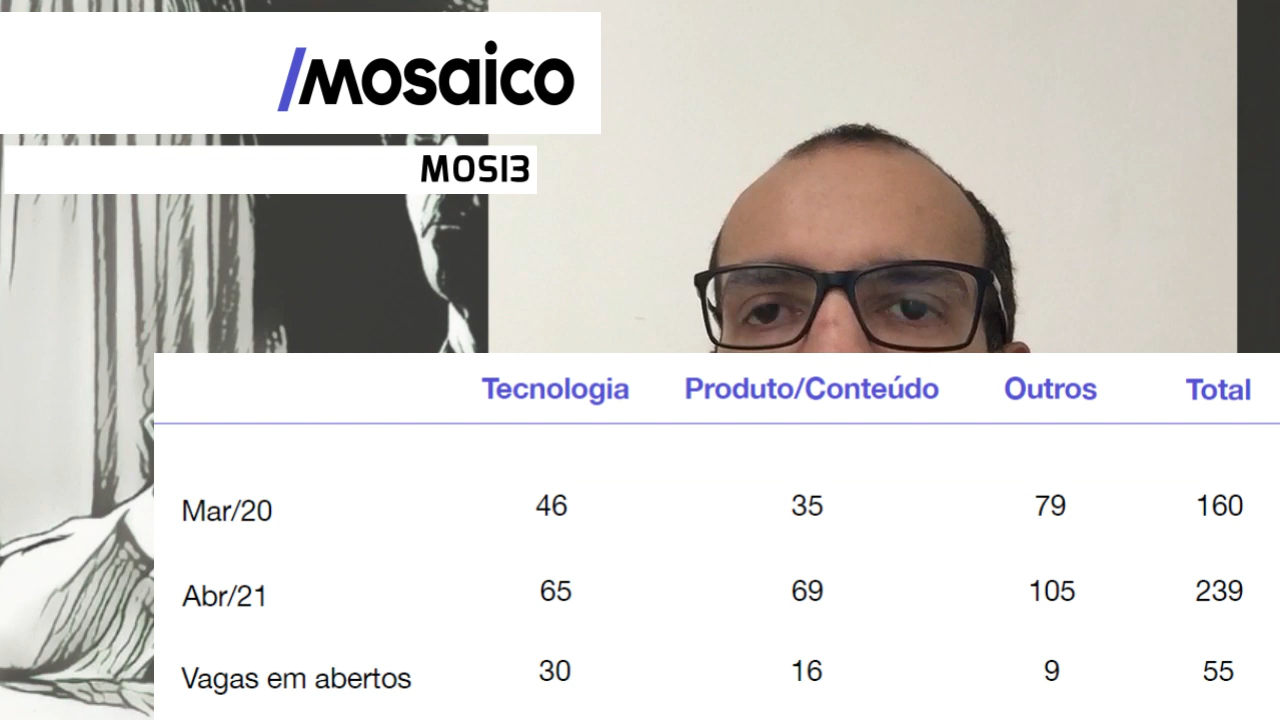 /mosaico
MOSI3
Tecnologia Produto/Conteúdo Outros Total
Mar/20 46 35 79 160
Abr/21 65 69 105 239
Vagas em abertos 30 16 9 55